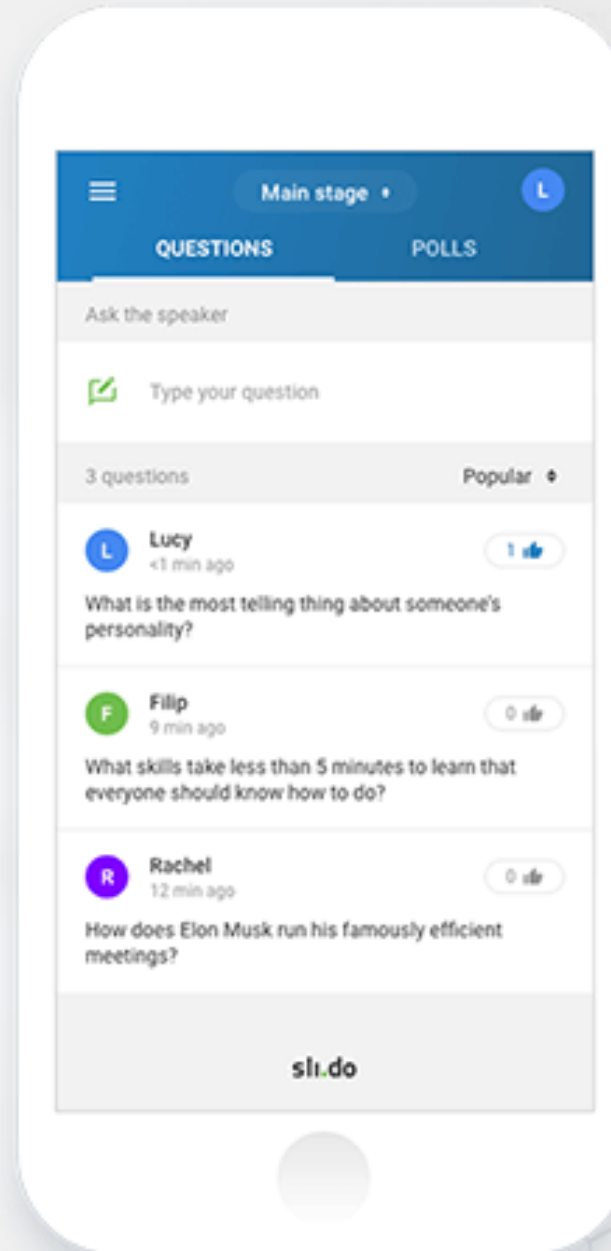 Main stage
L
QUESTIONS POLLS
Ask the speaker
Type your question
3 questions Popular
L Lucy
<1 min ago
1
What is the most telling thing about someone's
personality?
F Filip
9 min ago
0
What skills take less than 5 minutes to learn that
everyone should know how to do?
R Rachel
12 min ago
0
How does Elon Musk run his famously efficient
meetings?
sli.do